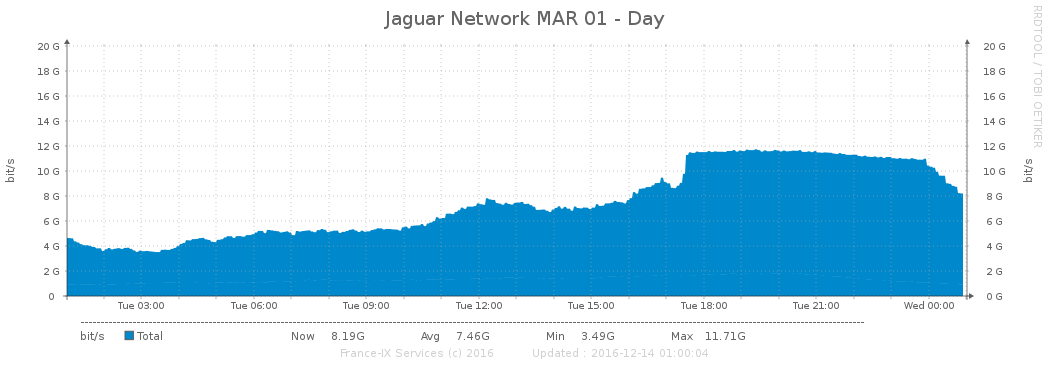 Jaguar Network MAR 01 - Day
RRDTOOL / TOBI OETIKER
bit/s
bit/s
20 G 20 G
18 G 18 G
16 G 16 G
14 G 14 G
12 G 12 G
10 G 10 G
8 G 8 G
6 G 6 G
4 G 4 G
2 G 2 G
0 0 G
Tue 03:00 Tue 06:00 Tue 09:00 Tue 12:00 Tue 15:00 Tue 18:00 Tue 21:00 Wed 00:00
bit/s Total Now 8.19G Avg 7.46G Min 3.49G Max 11.71G
France-IX Services (c) 2016 Updated : 2016-12-14 01:00:04